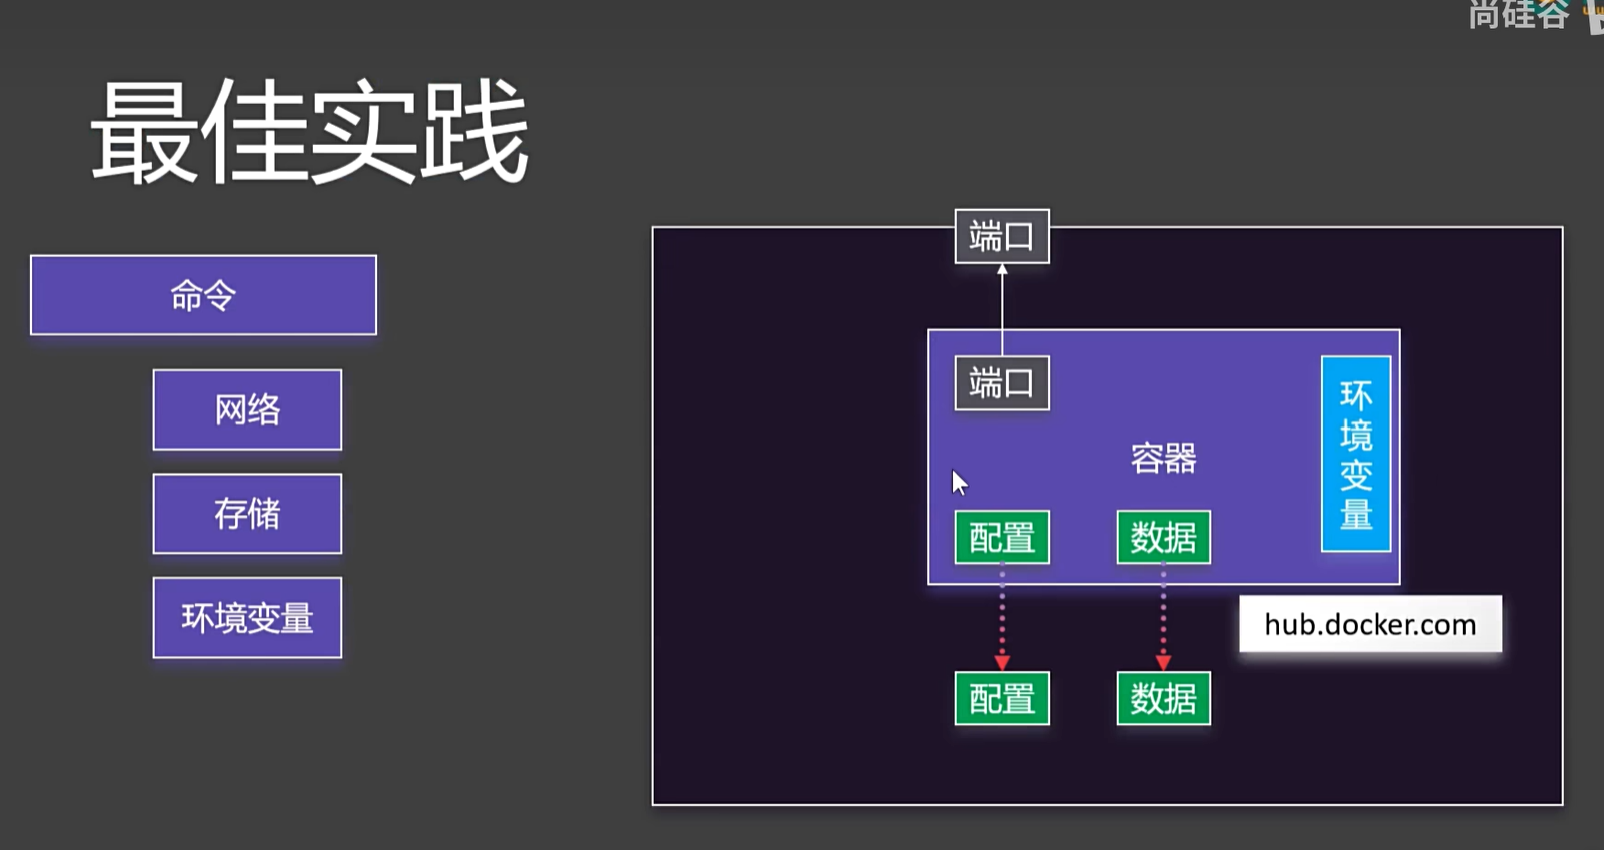 尚硅谷
最佳实践
命令
网络
存储
环境变量
端口
端口
容器
环境变量
配置
数据
hub.docker.com
配置
数据